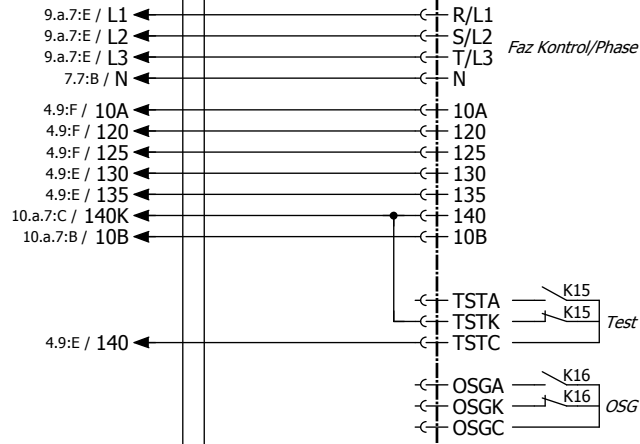 9.a.7:E / L1 R/L1
9.a.7:E / L2 S/L2
9.a.7:E / L3 T/L3 Faz Kontrol/Phase
7.7:B / N N
4.9:F / 10A 10A
4.9:F / 120 120
4.9:F / 125 125
4.9:E / 130 130
4.9:E / 135 135
10.a.7:C / 140K 140
10.a.7:B / 10B 10B
TSTA K15
TSTK K15 Test
4.9:E / 140 TSTC
OSGA K16
OSGK K16 OSG
OSGC